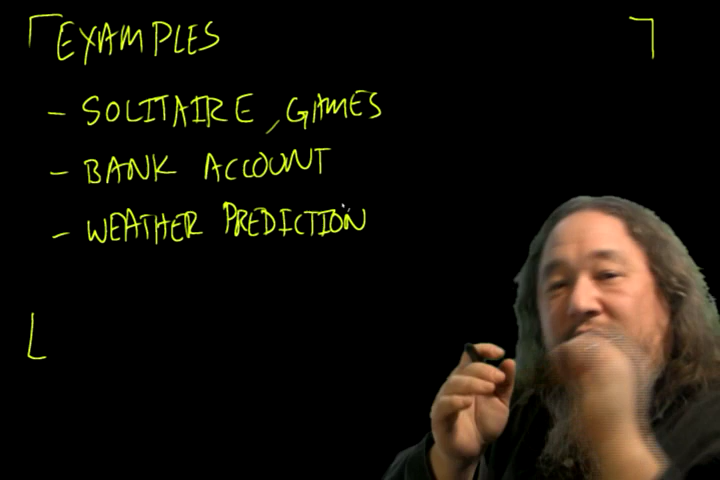 EXAMPLES
- SOLITAIRE, GAMES
- BANK ACCOUNT
- WEATHER PREDICTION